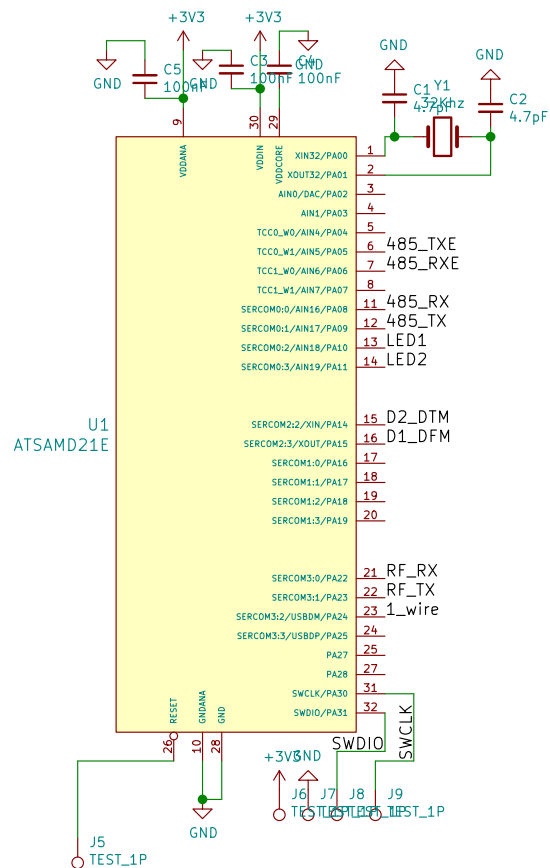 +3V3
+3V3
GND
GND
C5
100nF
GND
C3
100nF
GND
C4
100nF
GND
C1
4.7pF
Y1
32Khz
GND
C2
4.7pF
9
VDDANA
30
VDDIN
29
VDDCORE
XIN32/PA00 1
XOUT32/PA01 2
AIN0/DAC/PA02 3
AIN1/PA03 4
TCC0_W0/AIN4/PA04 5
TCC0_W1/AIN5/PA05 6 485_TXE
TCC1_W0/AIN6/PA06 7 485_RXE
TCC1_W1/AIN7/PA07 8
SERCOM0:0/AIN16/PA08 11 485_RX
SERCOM0:1/AIN17/PA09 12 485_TX
SERCOM0:2/AIN18/PA10 13 LED1
SERCOM0:3/AIN19/PA11 14 LED2
U1
ATSAMD21E
SERCOM2:2/XIN/PA14 15 D2_DTM
SERCOM2:3/XOUT/PA15 16 D1_DFM
SERCOM1:0/PA16 17
SERCOM1:1/PA17 18
SERCOM1:2/PA18 19
SERCOM1:3/PA19 20
SERCOM3:0/PA22 21 RF_RX
SERCOM3:1/PA23 22 RF_TX
SERCOM3:2/USBDM/PA24 23 1_wire
SERCOM3:3/USBDP/PA25 24
PA27 25
PA28 27
SWCLK/PA30 31
SWDIO/PA31 32
RESET
26
GNDANA
10
GND
28
SWDIO
SWCLK
+3V3
GND
GND
J6
TEST_1P
J7
TEST_1P
J8
TEST_1P
J9
TEST_1P
J5
TEST_1P